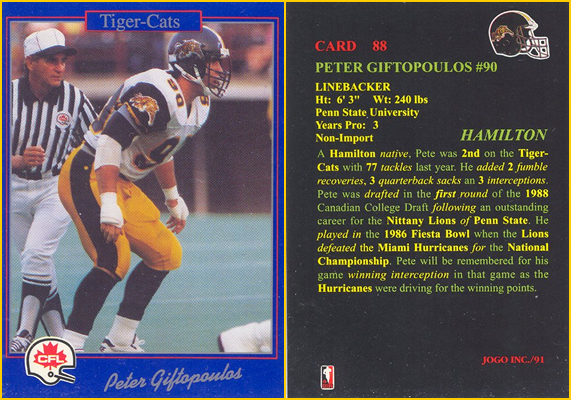 Tiger-Cats
90
90
CFL
Peter Giftopoulos
CARD 88
PETER GIFTOPOULOS #90
LINEBACKER
Ht: 6' 3" Wt: 240 lbs
Penn State University
Years Pro: 3
Non-Import
HAMILTON
A Hamilton native, Pete was 2nd on the Tiger-
Cats with 77 tackles last year. He added 2 fumble
recoveries, 3 quarterback sacks an 3 interceptions.
Pete was drafted in the first round of the 1988
Canadian College Draft following an outstanding
career for the Nittany Lions of Penn State. He
played in the 1986 Fiesta Bowl when the Lions
defeated the Miami Hurricanes for the National
Championship. Pete will be remembered for his
game winning interception in that game as the
Hurricanes were driving for the winning points.
JOGO INC./91